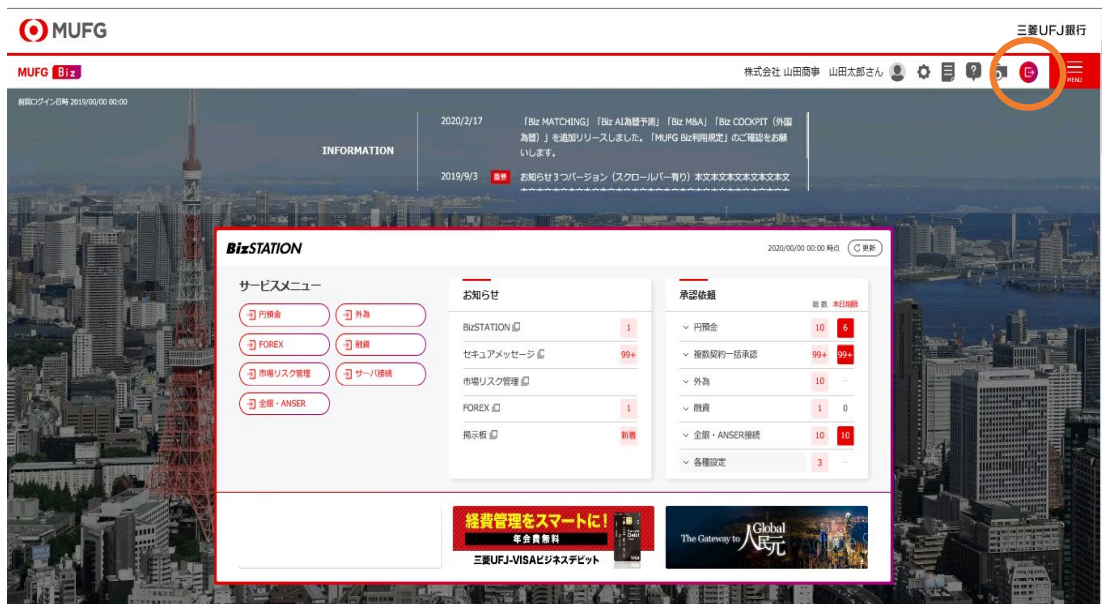 MUFG
三菱UFJ銀行
MUFG Biz
株式会社 山田商事 山田太郎さん
MENU
前回ログイン日時 2019/00/00 00:00
INFORMATION
2020/2/17 「Biz MATCHING」「Biz AI為替予測」「Biz M&A」「Biz COCKPIT（外国
為替）」を追加リリースしました。「MUFG Biz利用規定」のご確認をお願
いします。
2019/9/3 重要 お知らせ３つバージョン（スクロールバー有り）本文本文本文本文本文本文
BizSTATION
2020/00/00 00:00 時点 更新
サービスメニュー
円預金 外為
FOREX 融資
市場リスク管理 サーバ接続
全銀・ANSER
お知らせ
BizSTATION 1
セキュアメッセージ 99+
市場リスク管理
FOREX 1
掲示板 新着
承認依頼
総数 本日期限
円預金 10 6
複数契約一括承認 99+ 99+
外為 10 －
融資 1 0
全銀・ANSER接続 10 10
各種設定 3 －
経費管理をスマートに！
年会費無料
三菱UFJ-VISAビジネスデビット
Debit
VISA
The Gateway to Global
人民元